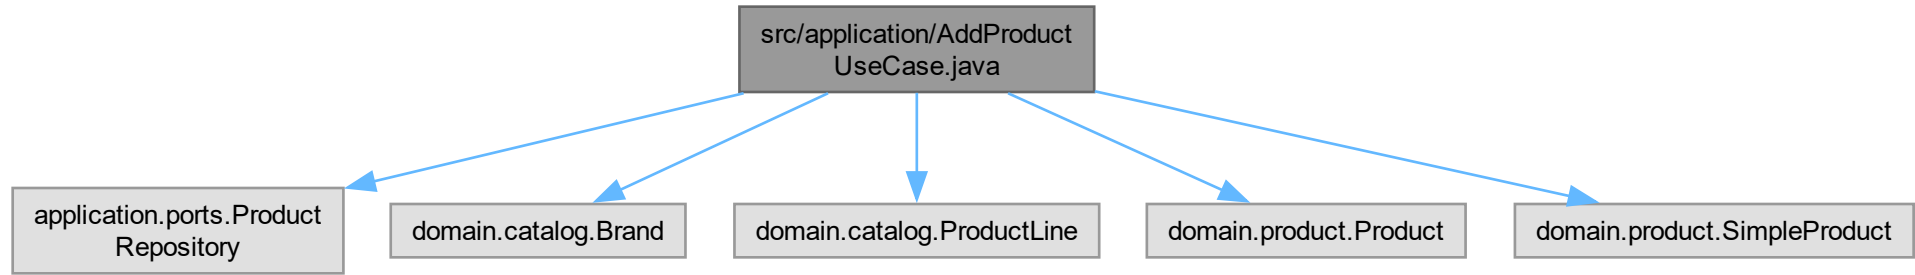 src/application/AddProduct
UseCase.java
application.ports.Product
Repository
domain.catalog.Brand
domain.catalog.ProductLine
domain.product.Product
domain.product.SimpleProduct